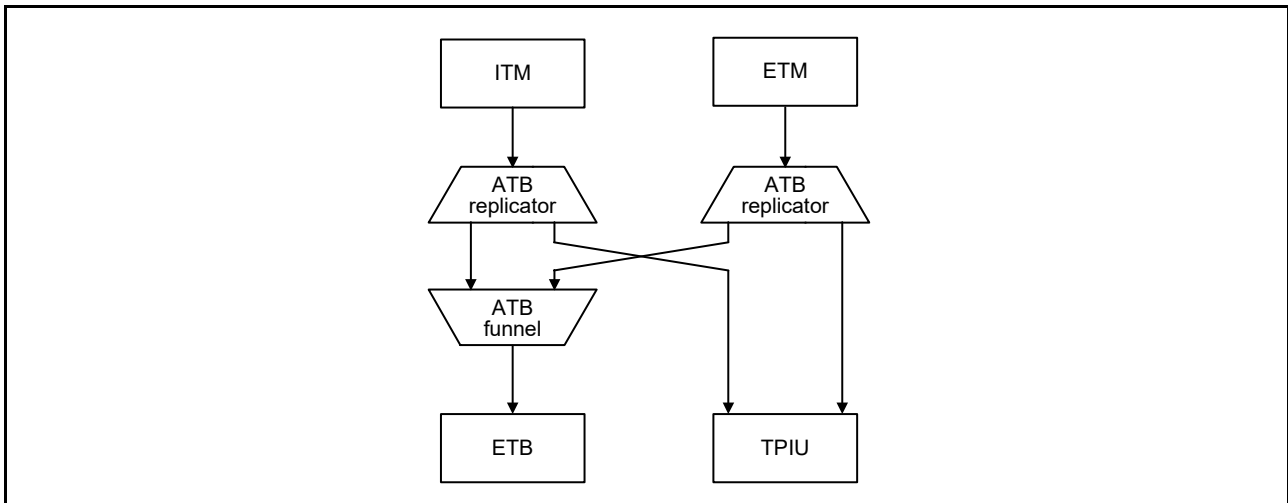 ITM
ETM
ATB
replicator
ATB
replicator
ATB
funnel
ETB
TPIU